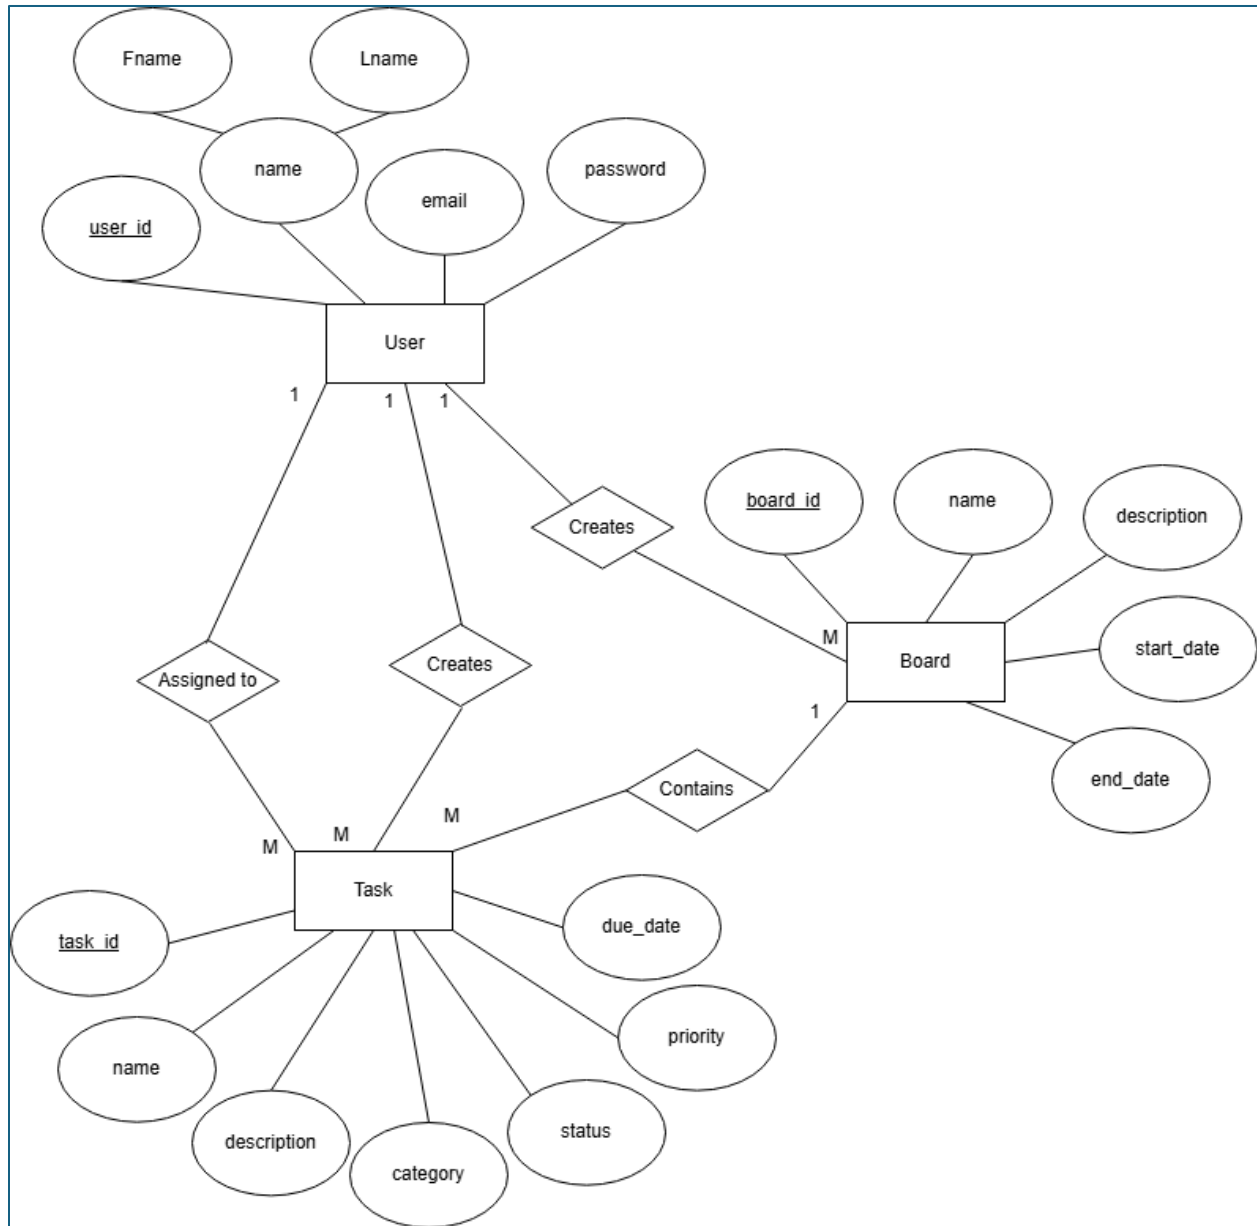 Fname
Lname
name
email
password
user_id
User
1
1
1
Creates
board_id
name
description
start_date
end_date
M
Board
1
Assigned to
Creates
Contains
M
M
M
Task
task_id
name
description
category
status
priority
due_date